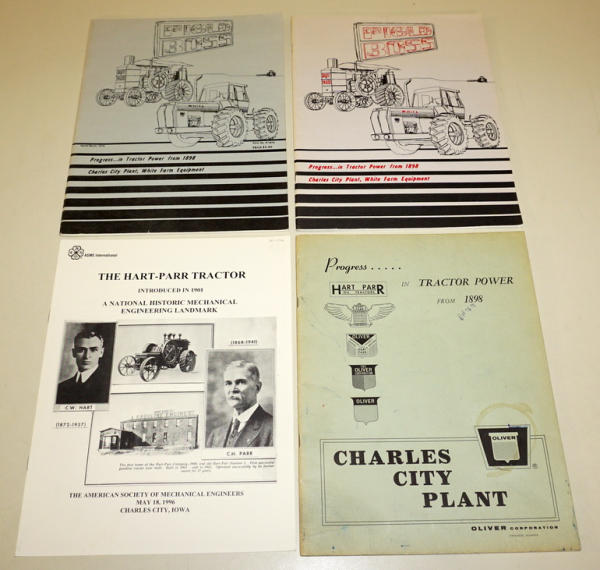 FIELD
BOSS
WHITE
Progress...in Tractor Power from 1898
Charles City Plant, White Farm Equipment
FIELD
BOSS
WHITE
Progress...in Tractor Power from 1898
Charles City Plant, White Farm Equipment
ASME International
THE HART-PARR TRACTOR
INTRODUCED IN 1901
A NATIONAL HISTORIC MECHANICAL
ENGINEERING LANDMARK
(1868-1941)
C.W. HART
(1872-1937)
C.H. PARR
THE AMERICAN SOCIETY OF MECHANICAL ENGINEERS
MAY 18, 1996
CHARLES CITY, IOWA
Progress.....
HART PARR
IN TRACTOR POWER
FROM 1898
OLIVER
OLIVER
OLIVER
OLIVER
CHARLES
CITY
PLANT
OLIVER CORPORATION